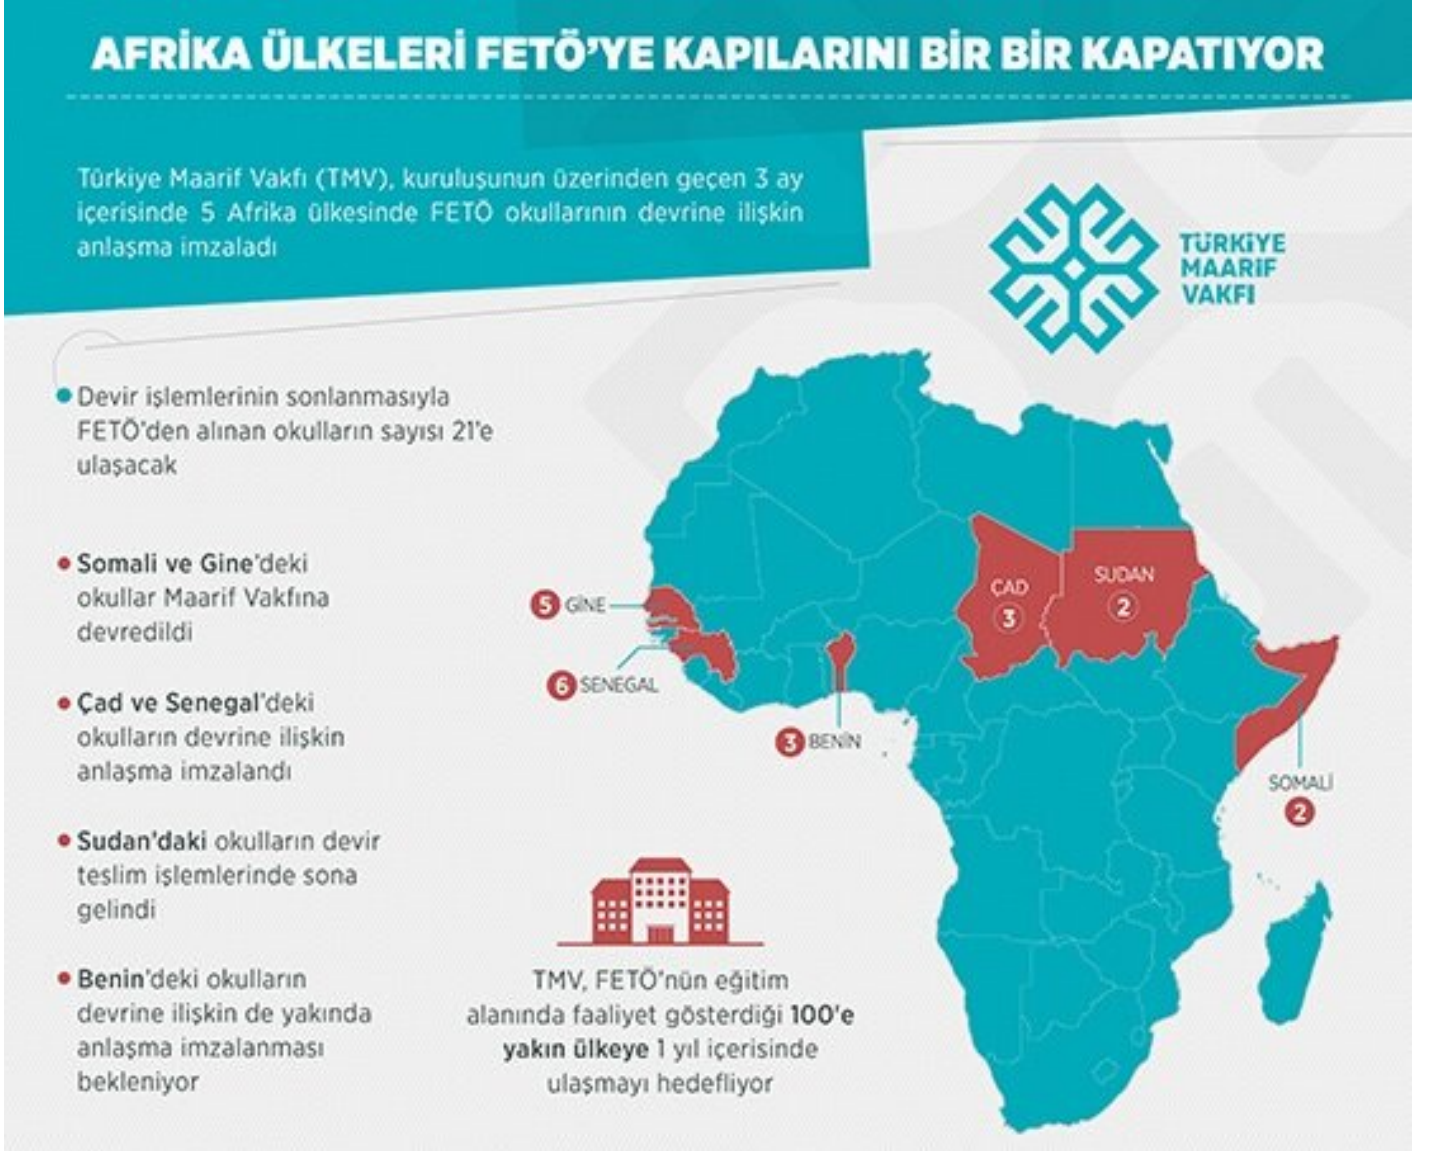 AFRİKA ÜLKELERİ FETÖ'YE KAPILARINI BİR BİR KAPATIYOR
Türkiye Maarif Vakfı (TMV), kuruluşunun üzerinden geçen 3 ay
içerisinde 5 Afrika ülkesinde FETÖ okullarının devrine ilişkin
anlaşma imzaladı
TÜRKİYE
MAARİF
VAKFI
Devir işlemlerinin sonlanmasıyla
FETÖ'den alınan okulların sayısı 21'e
ulaşacak
Somali ve Gine'deki
okullar Maarif Vakfına
devredildi
Çad ve Senegal'deki
okulların devrine ilişkin
anlaşma imzalandı
Sudan'daki okulların devir
teslim işlemlerinde sona
gelindi
Benin'deki okulların
devrine ilişkin de yakında
anlaşma imzalanması
bekleniyor
5 GİNE
6 SENEGAL
3 BENİN
ÇAD
3
SUDAN
2
SOMALİ
2
TMV, FETÖ'nün eğitim
alanında faaliyet gösterdiği 100'e
yakın ülkeye 1 yıl içerisinde
ulaşmayı hedefliyor